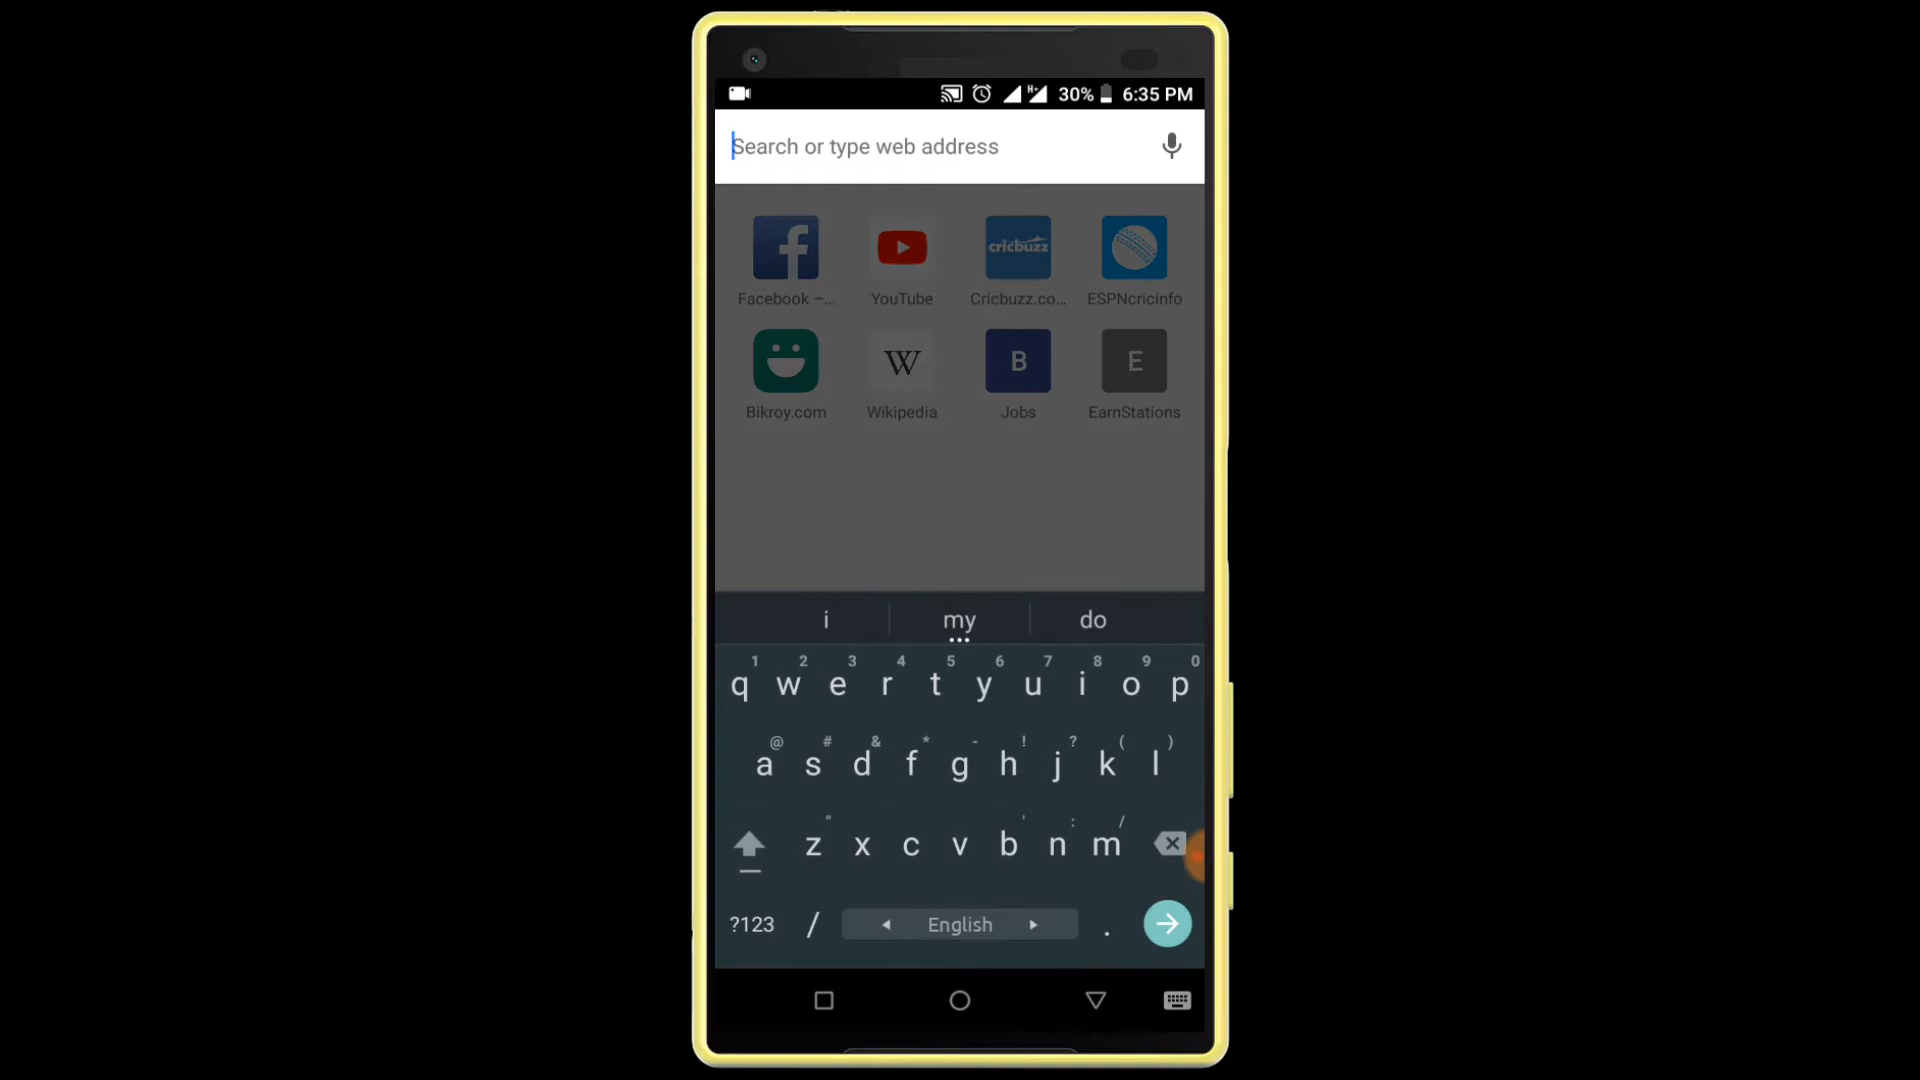 H+ 30% 6:35 PM
Search or type web address
cricbuzz
Facebook –... YouTube Cricbuzz.co... ESPNcricinfo
W B E
Bikroy.com Wikipedia Jobs EarnStations
i my do
1 2 3 4 5 6 7 8 9 0
q w e r t y u i o p
@ # & * - ! ? ( )
a s d f g h j k l
" ' : /
z x c v b n m
?123 / English .